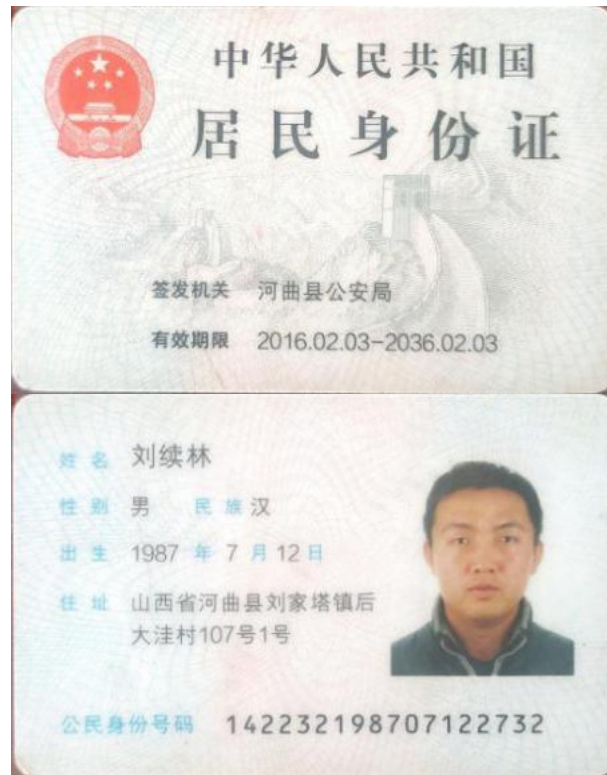 中华人民共和国
居民身份证
签发机关 河曲县公安局
有效期限 2016.02.03-2036.02.03
姓名 刘续林
性别 男 民族 汉
出生 1987 年 7 月 12 日
住址 山西省河曲县刘家塔镇后
大洼村107号1号
公民身份号码 142232198707122732